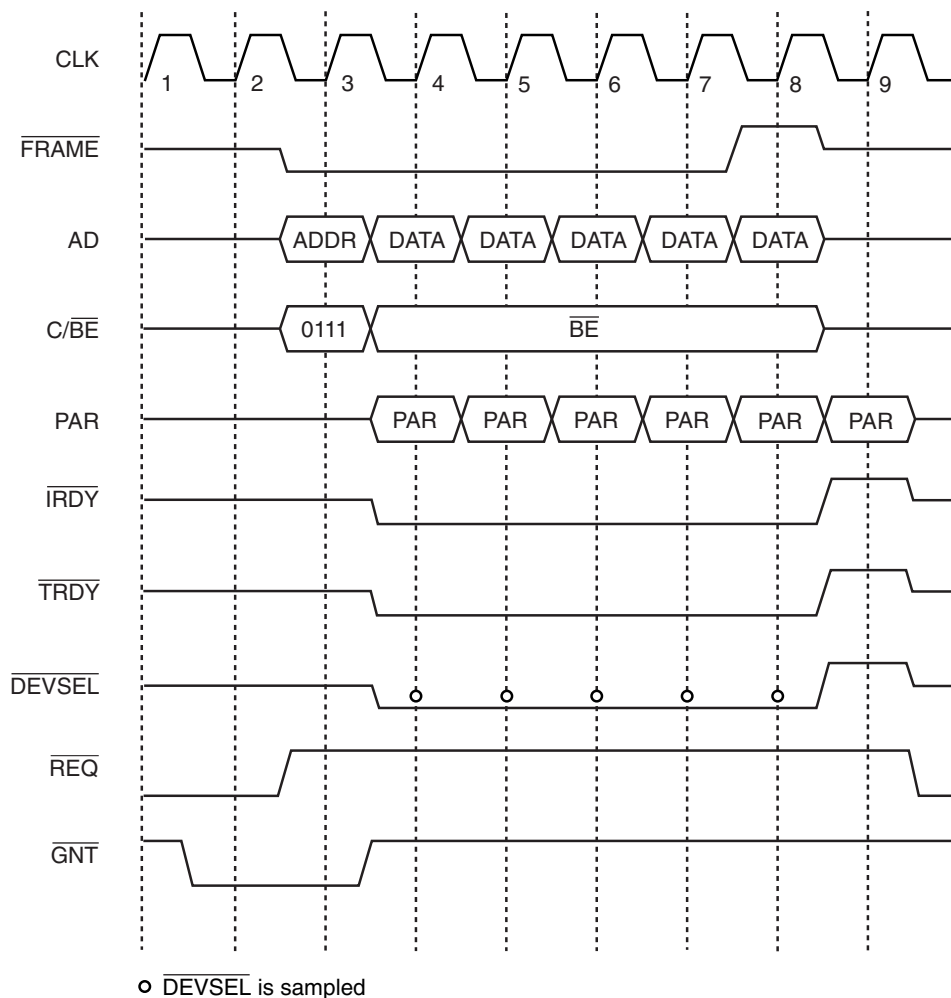 CLK
1 2 3 4 5 6 7 8 9
FRAME
AD
ADDR DATA DATA DATA DATA DATA
C/BE
0111 BE
PAR
PAR PAR PAR PAR PAR PAR
IRDY
TRDY
DEVSEL
REQ
GNT
DEVSEL is sampled